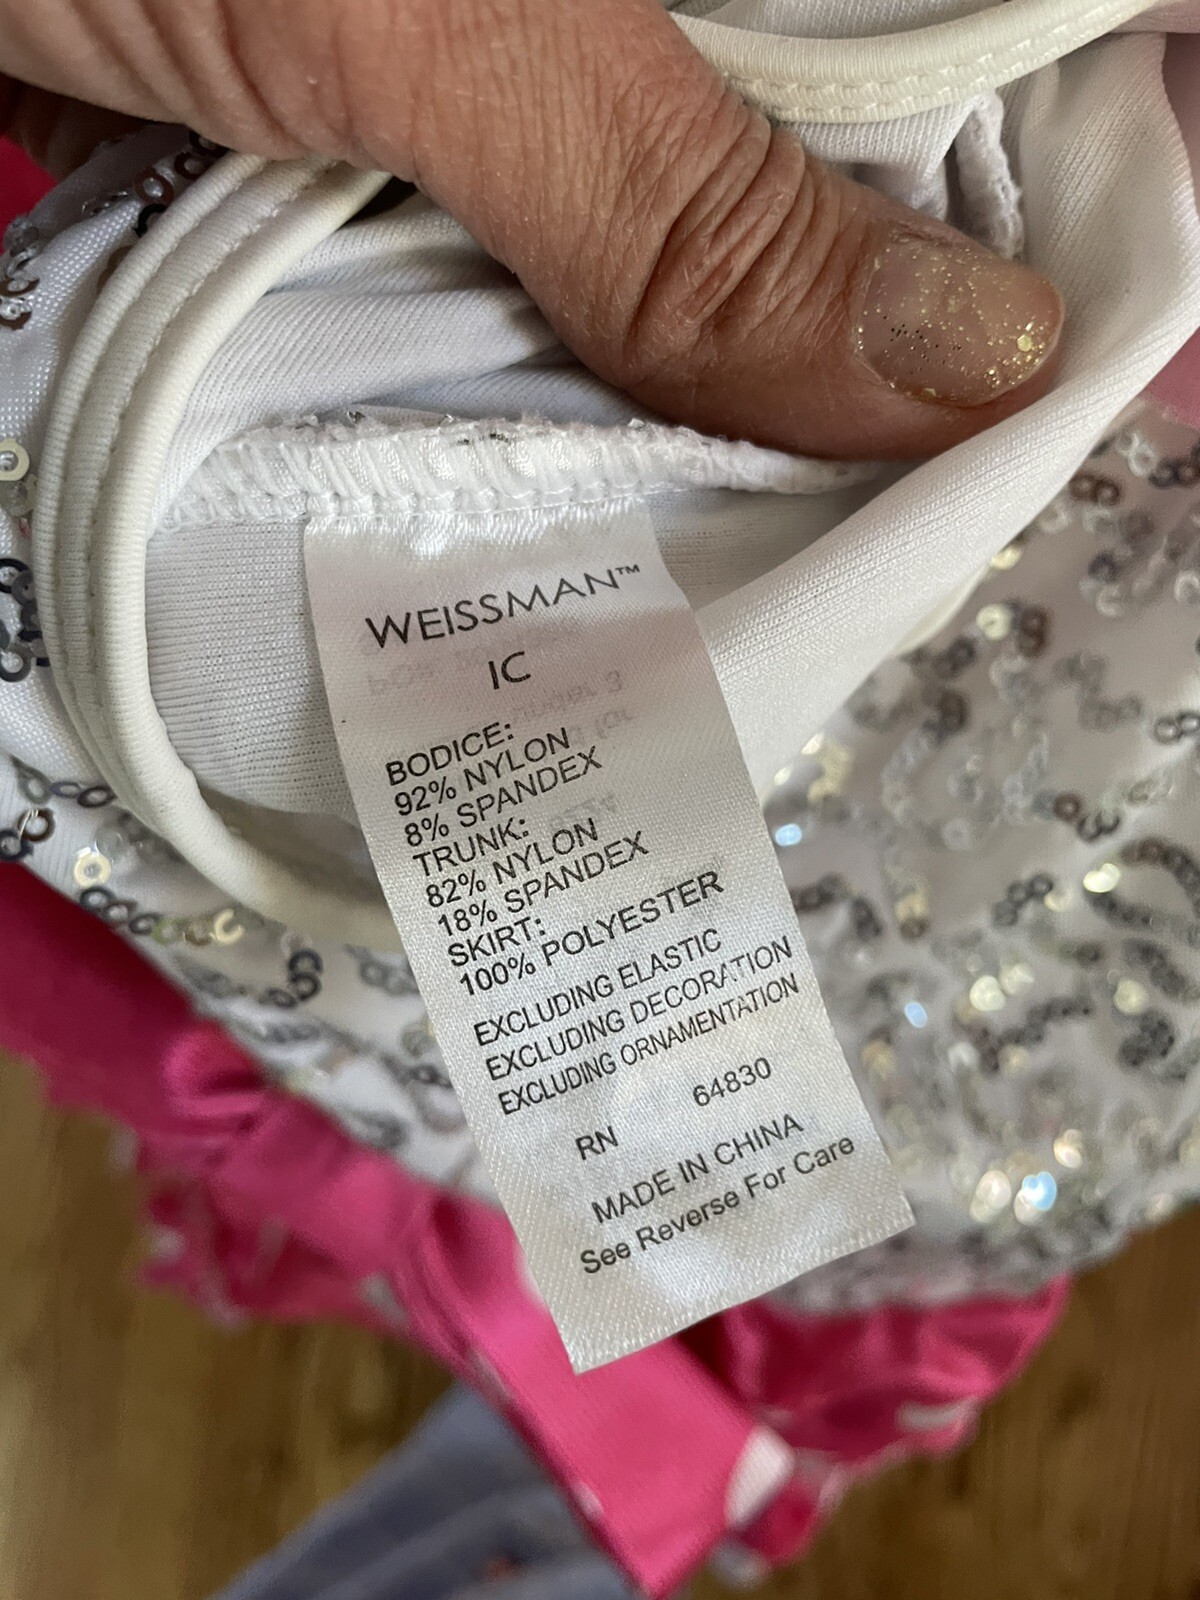 WEISSMAN™
IC
BODICE:
92% NYLON
8% SPANDEX
TRUNK:
82% NYLON
18% SPANDEX
SKIRT:
100% POLYESTER
EXCLUDING ELASTIC
EXCLUDING DECORATION
EXCLUDING ORNAMENTATION
RN 64830
MADE IN CHINA
See Reverse For Care